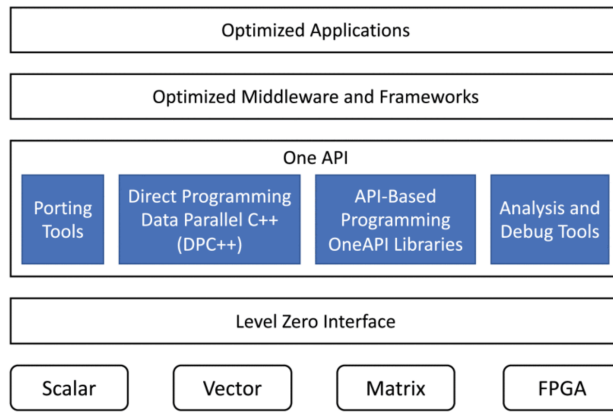 Optimized Applications
Optimized Middleware and Frameworks
One API
Porting
Tools
Direct Programming
Data Parallel C++
(DPC++)
API-Based
Programming
OneAPI Libraries
Analysis and
Debug Tools
Level Zero Interface
Scalar
Vector
Matrix
FPGA